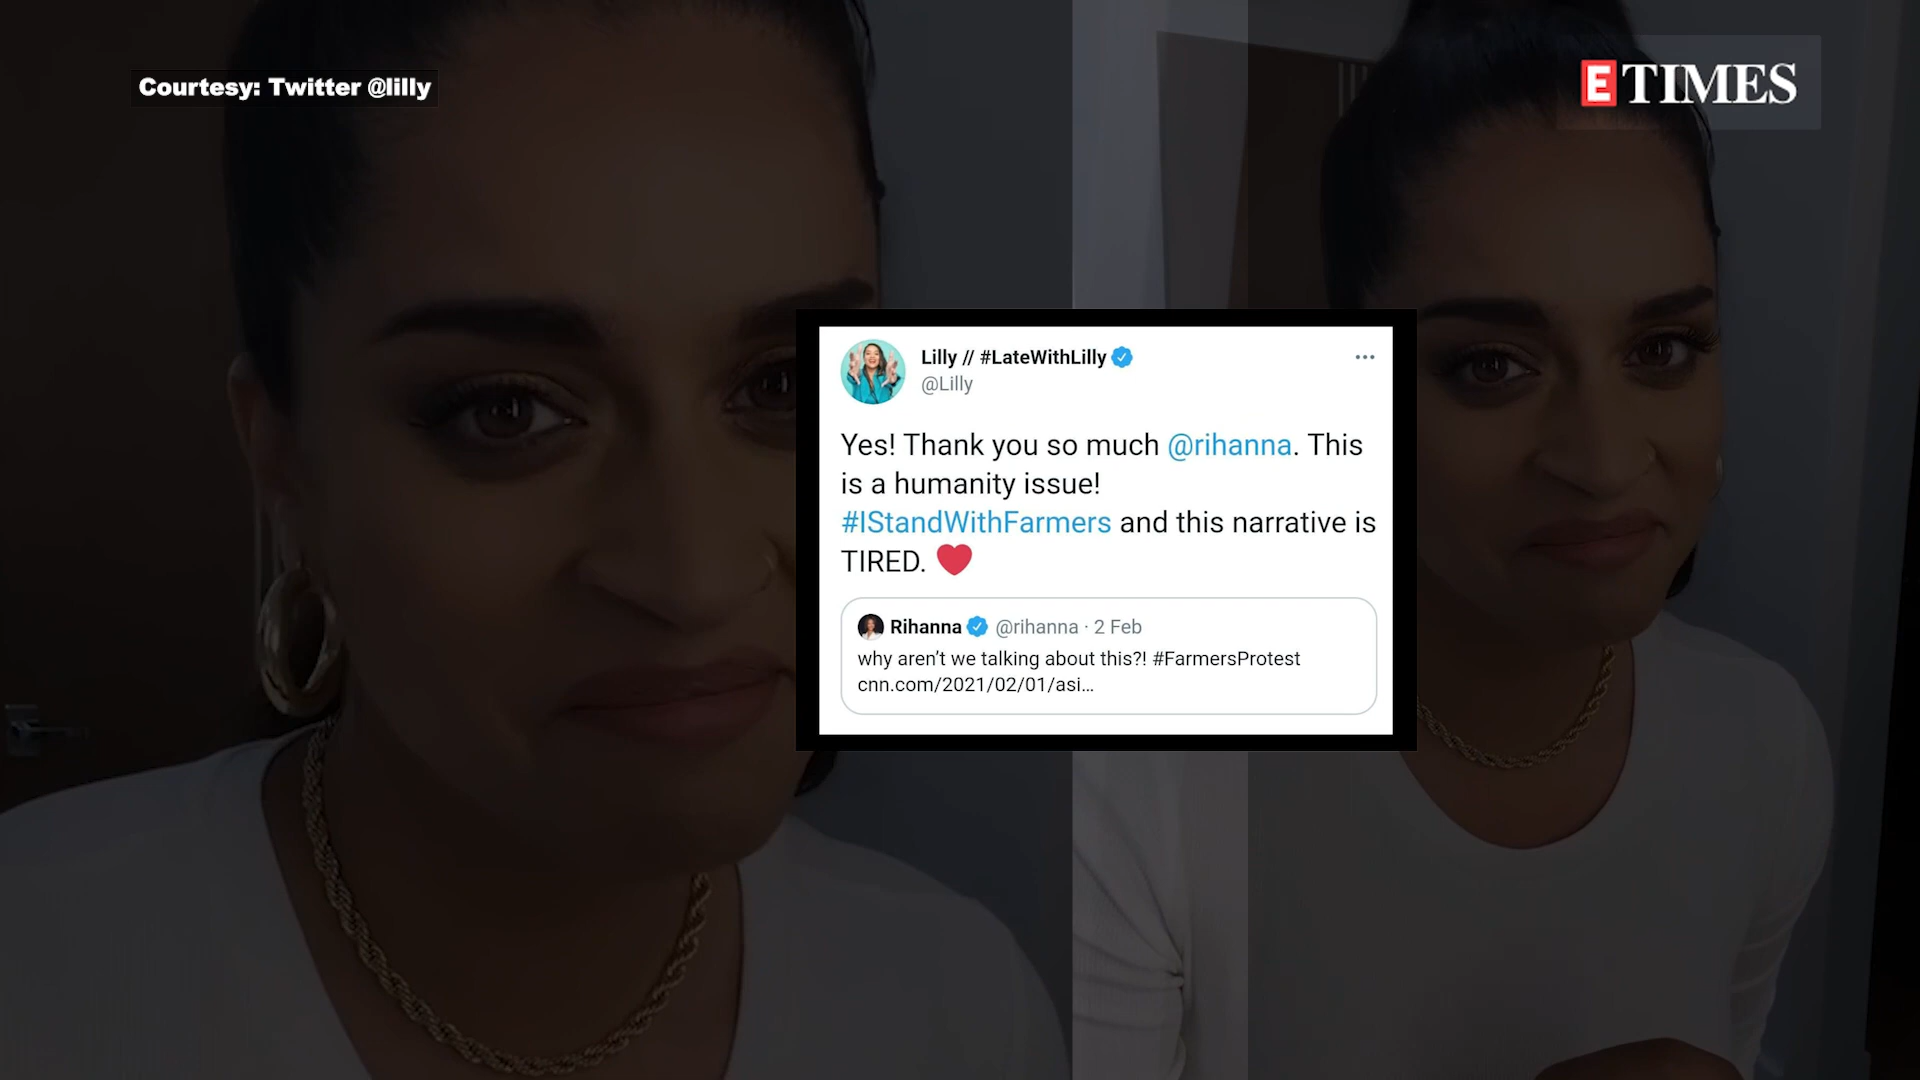 Courtesy: Twitter @lilly
E TIMES
Lilly // #LateWithLilly
@Lilly
Yes! Thank you so much @rihanna. This
is a humanity issue!
#IStandWithFarmers and this narrative is
TIRED. ❤️
Rihanna @rihanna · 2 Feb
why aren’t we talking about this?! #FarmersProtest
cnn.com/2021/02/01/asi...